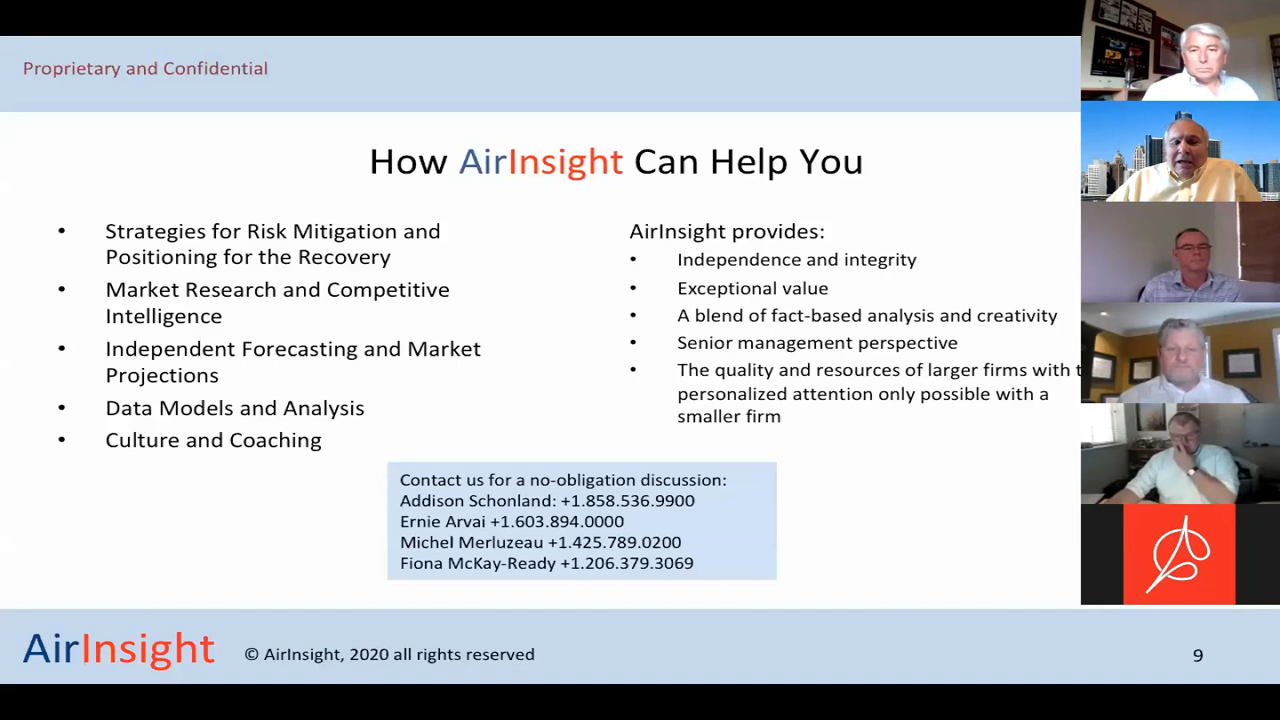 Proprietary and Confidential
How AirInsight Can Help You
• Strategies for Risk Mitigation and
Positioning for the Recovery
• Market Research and Competitive
Intelligence
• Independent Forecasting and Market
Projections
• Data Models and Analysis
• Culture and Coaching
AirInsight provides:
• Independence and integrity
• Exceptional value
• A blend of fact-based analysis and creativity
• Senior management perspective
• The quality and resources of larger firms with
personalized attention only possible with a
smaller firm
Contact us for a no-obligation discussion:
Addison Schonland: +1.858.536.9900
Ernie Arvai +1.603.894.0000
Michel Merluzeau +1.425.789.0200
Fiona McKay-Ready +1.206.379.3069
AirInsight
© AirInsight, 2020 all rights reserved
9